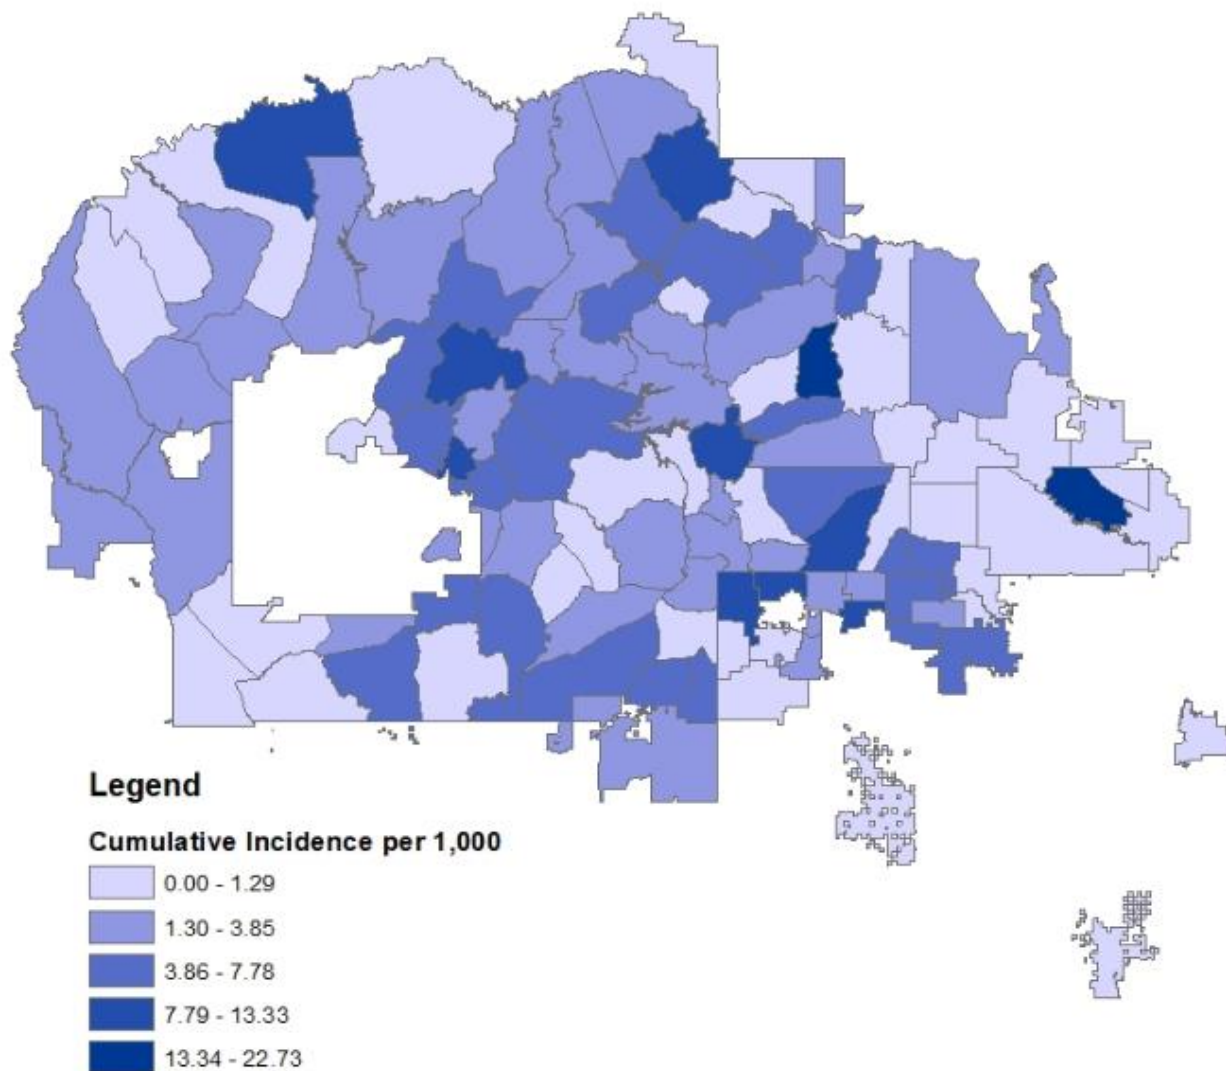 Legend
Cumulative Incidence per 1,000
0.00 - 1.29
1.30 - 3.85
3.86 - 7.78
7.79 - 13.33
13.34 - 22.73